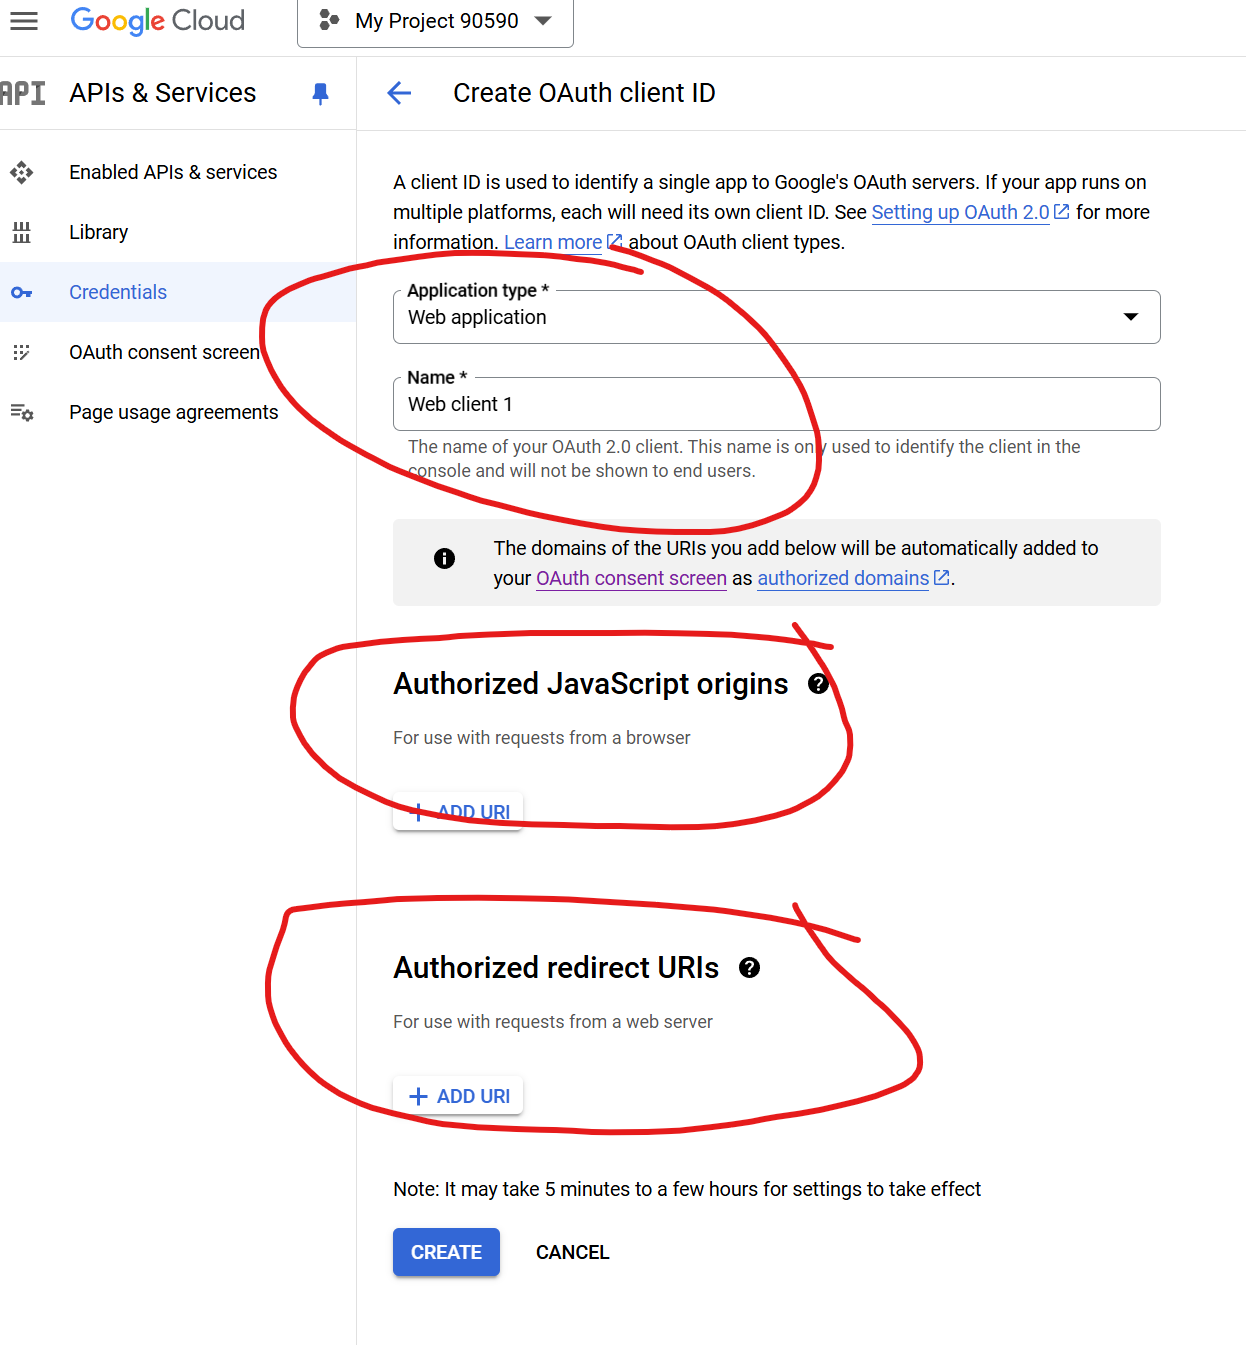 Google Cloud
My Project 90590
API
APIs & Services
Create OAuth client ID
Enabled APIs & services
Library
Credentials
OAuth consent screen
Page usage agreements
A client ID is used to identify a single app to Google's OAuth servers. If your app runs on
multiple platforms, each will need its own client ID. See Setting up OAuth 2.0 for more
information. Learn more about OAuth client types.
Application type *
Web application
Name *
Web client 1
The name of your OAuth 2.0 client. This name is only used to identify the client in the
console and will not be shown to end users.
The domains of the URIs you add below will be automatically added to
your OAuth consent screen as authorized domains.
Authorized JavaScript origins
For use with requests from a browser
+ ADD URI
Authorized redirect URIs
For use with requests from a web server
+ ADD URI
Note: It may take 5 minutes to a few hours for settings to take effect
CREATE
CANCEL